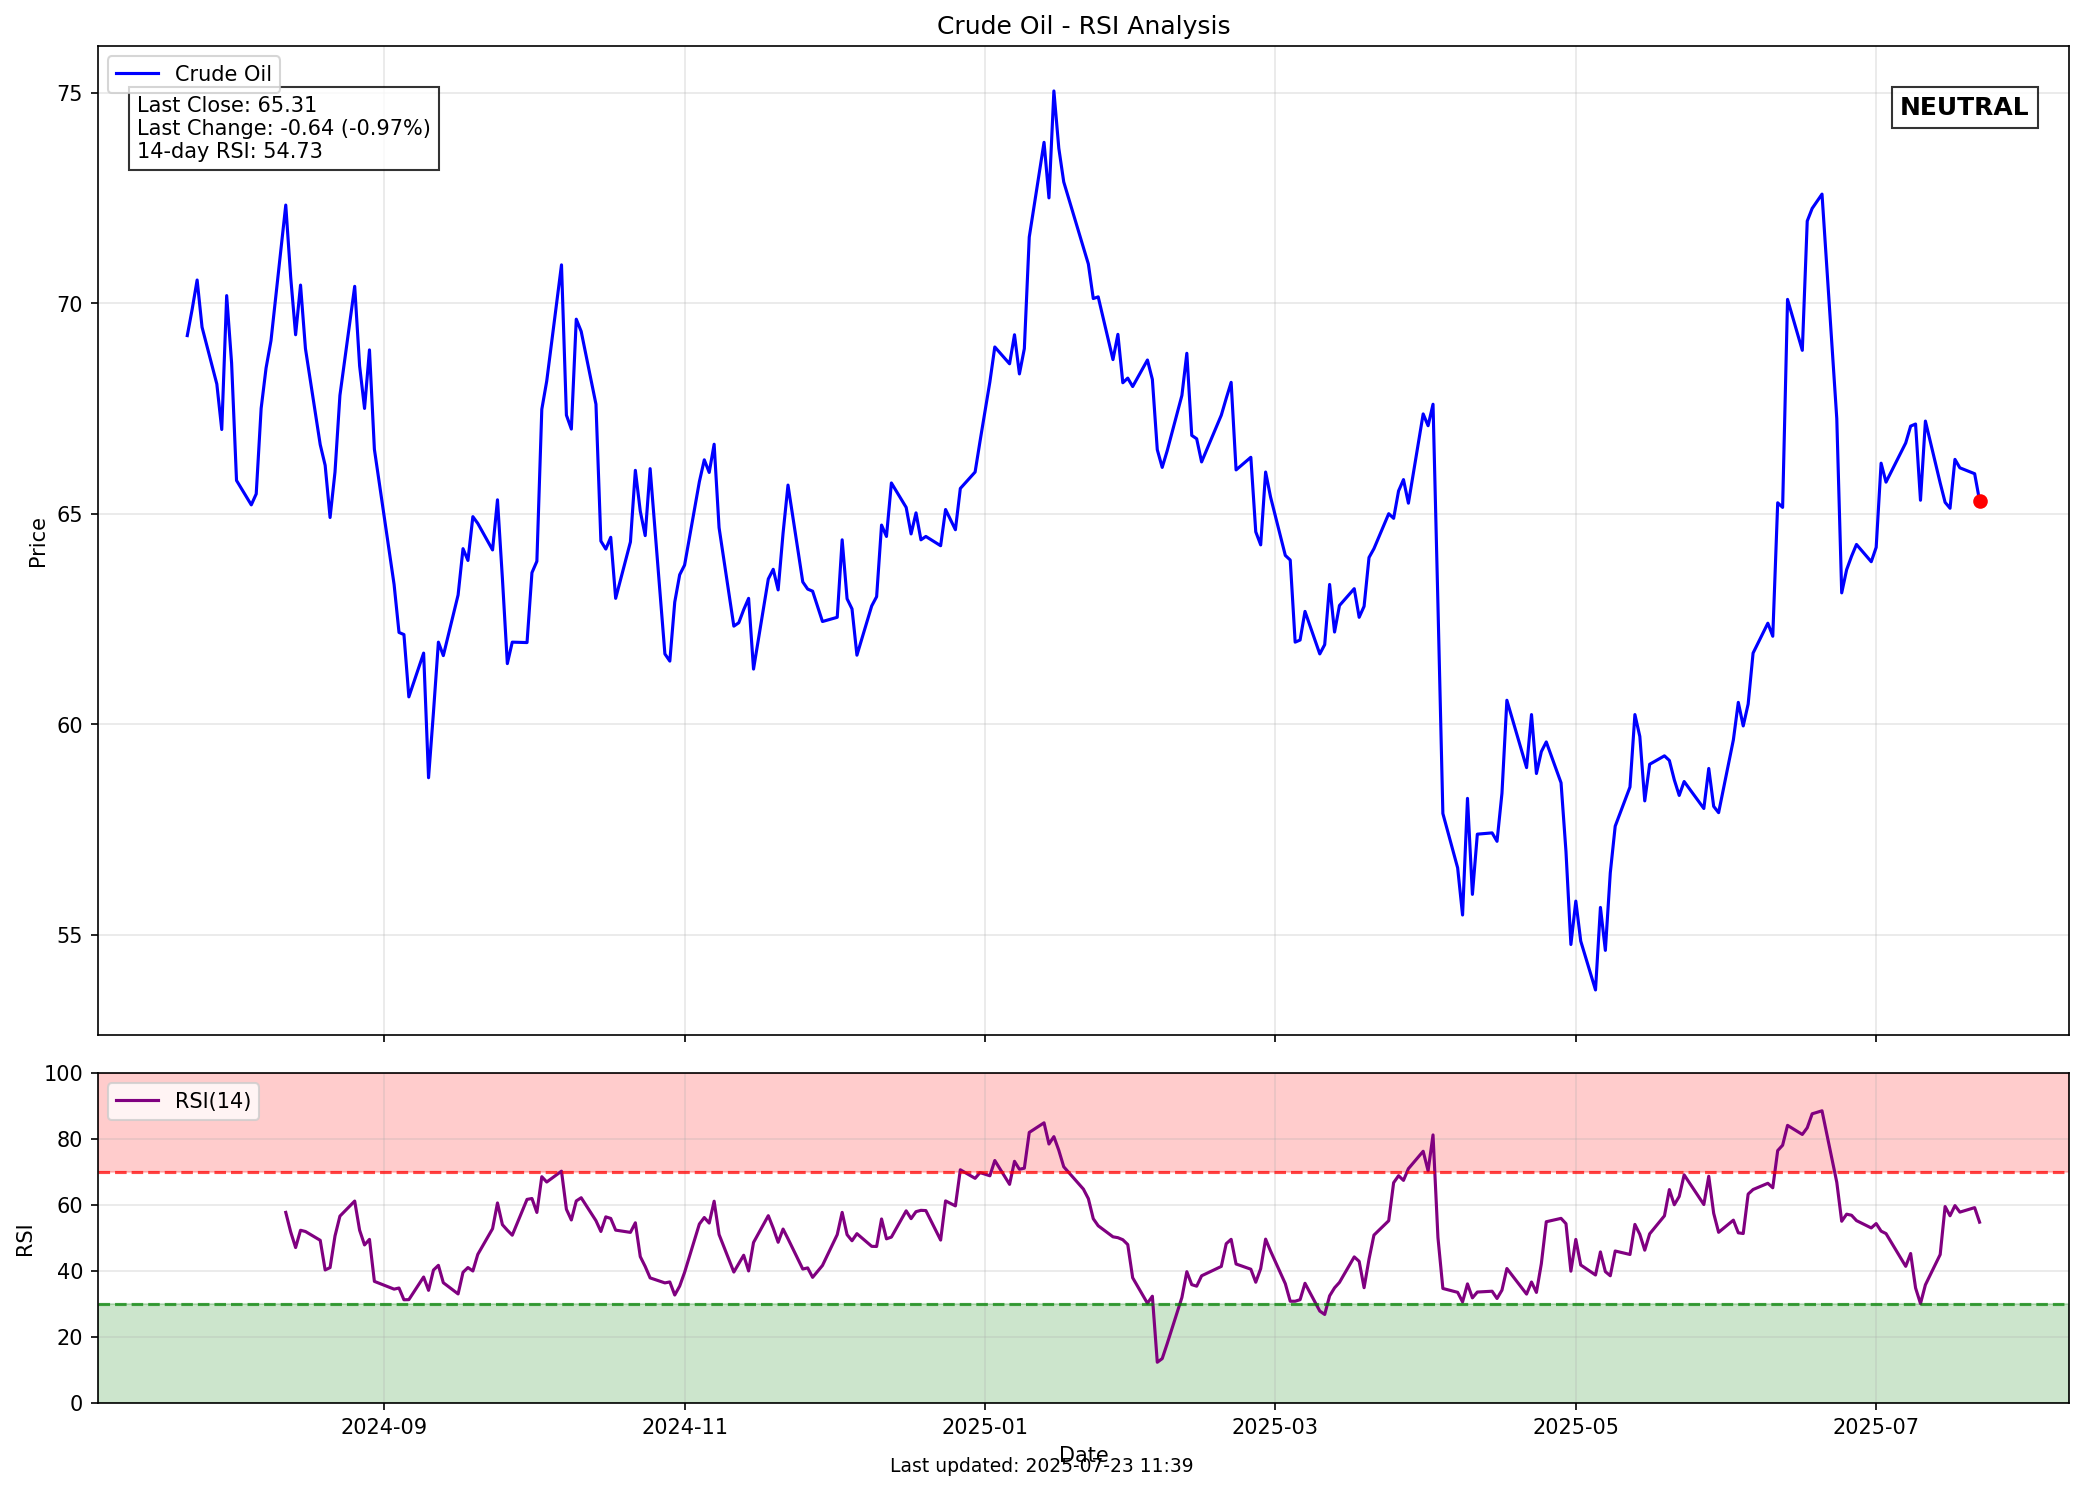 Crude Oil - RSI Analysis
Crude Oil
Last Close: 65.31
Last Change: -0.64 (-0.97%)
14-day RSI: 54.73
NEUTRAL
Price
75
70
65
60
55
RSI(14)
RSI
100
80
60
40
20
0
2024-09
2024-11
2025-01
2025-03
2025-05
2025-07
Date
Last updated: 2025-07-23 11:39